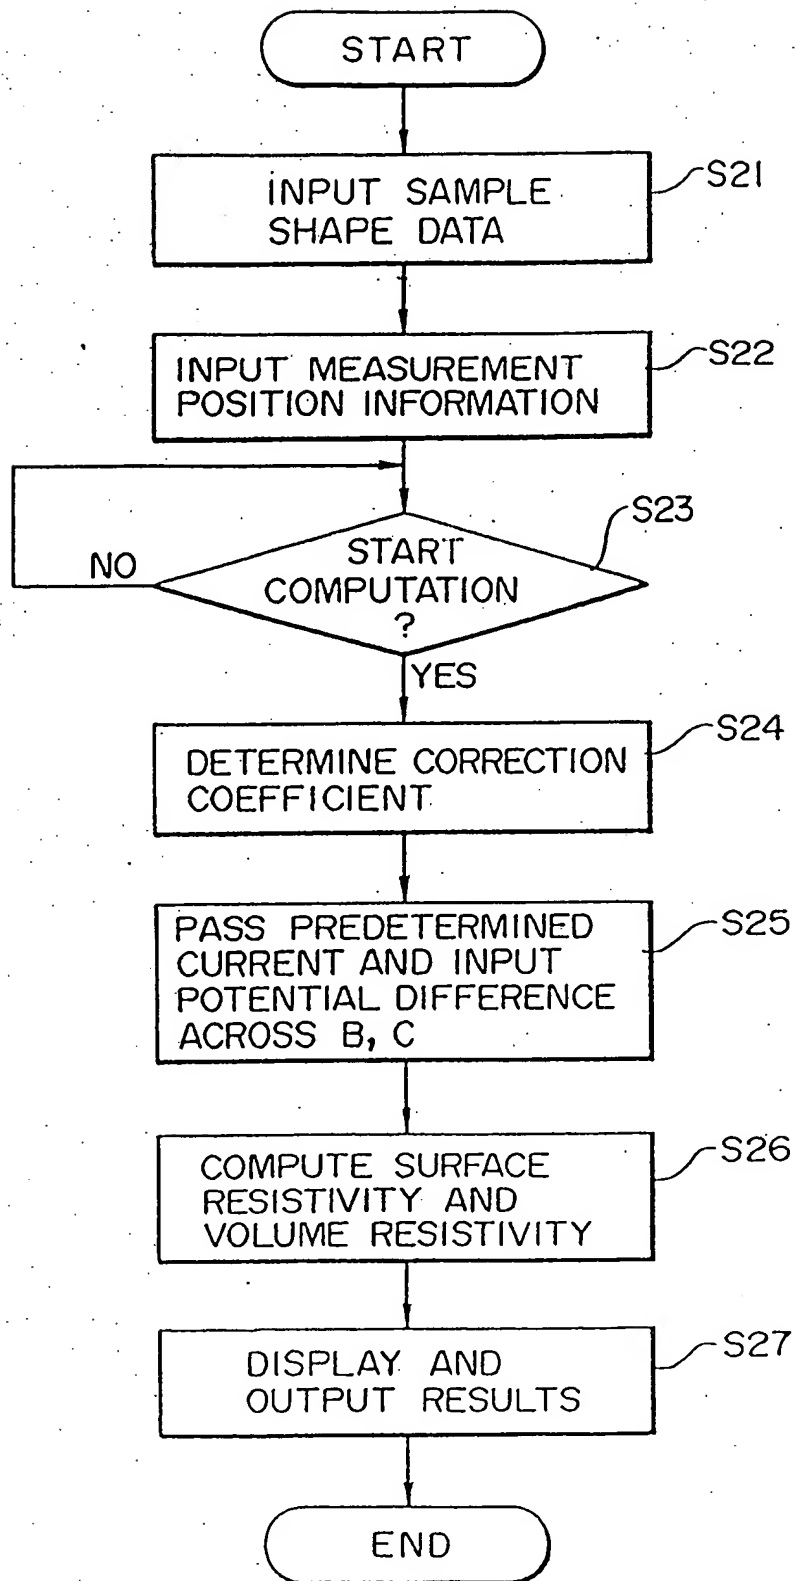 START
INPUT SAMPLE
SHAPE DATA
S21
INPUT MEASUREMENT
POSITION INFORMATION
S22
START
COMPUTATION
?
S23
NO
YES
DETERMINE CORRECTION
COEFFICIENT
S24
PASS PREDETERMINED
CURRENT AND INPUT
POTENTIAL DIFFERENCE
ACROSS B, C
S25
COMPUTE SURFACE
RESISTIVITY AND
VOLUME RESISTIVITY
S26
DISPLAY AND
OUTPUT RESULTS
S27
END